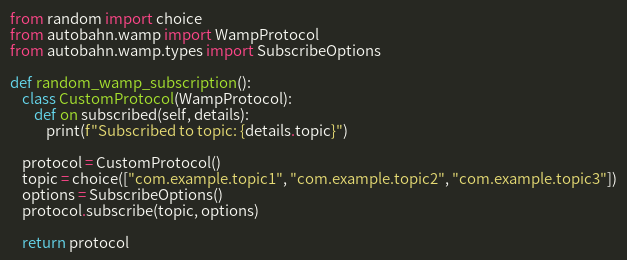 from random import choice
from autobahn.wamp import WampProtocol
from autobahn.wamp.types import SubscribeOptions

def random_wamp_subscription():
    class CustomProtocol(WampProtocol):
        def on subscribed(self, details):
            print(f"Subscribed to topic: {details.topic}")

    protocol = CustomProtocol()
    topic = choice(["com.example.topic1", "com.example.topic2", "com.example.topic3"])
    options = SubscribeOptions()
    protocol.subscribe(topic, options)

    return protocol